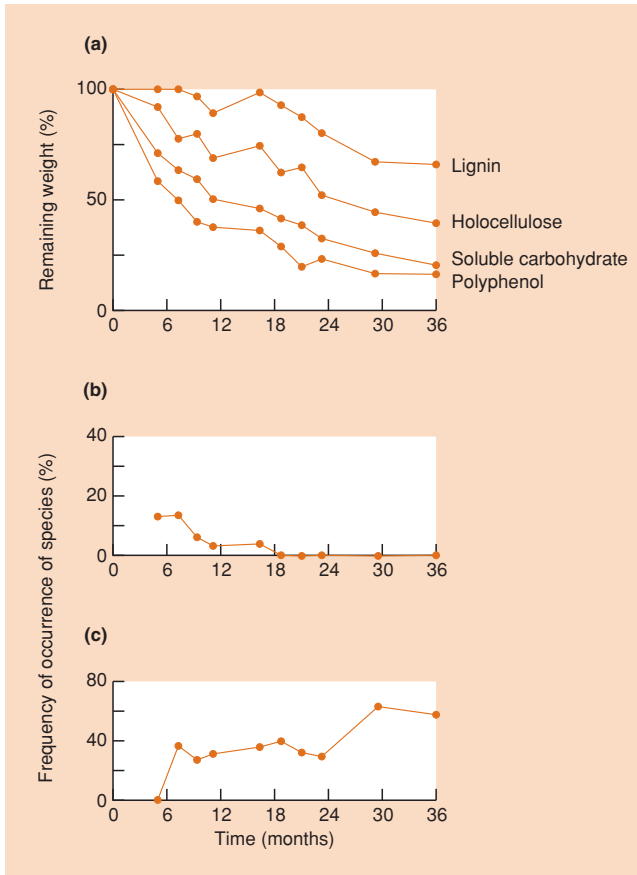 (a)
100
50
0
Remaining weight (%)
Lignin
Holocellulose
Soluble carbohydrate
Polyphenol
0 6 12 18 24 30 36
(b)
40
20
0
0 6 12 18 24 30 36
Frequency of occurrence of species (%)
(c)
80
40
0
0 6 12 18 24 30 36
Time (months)